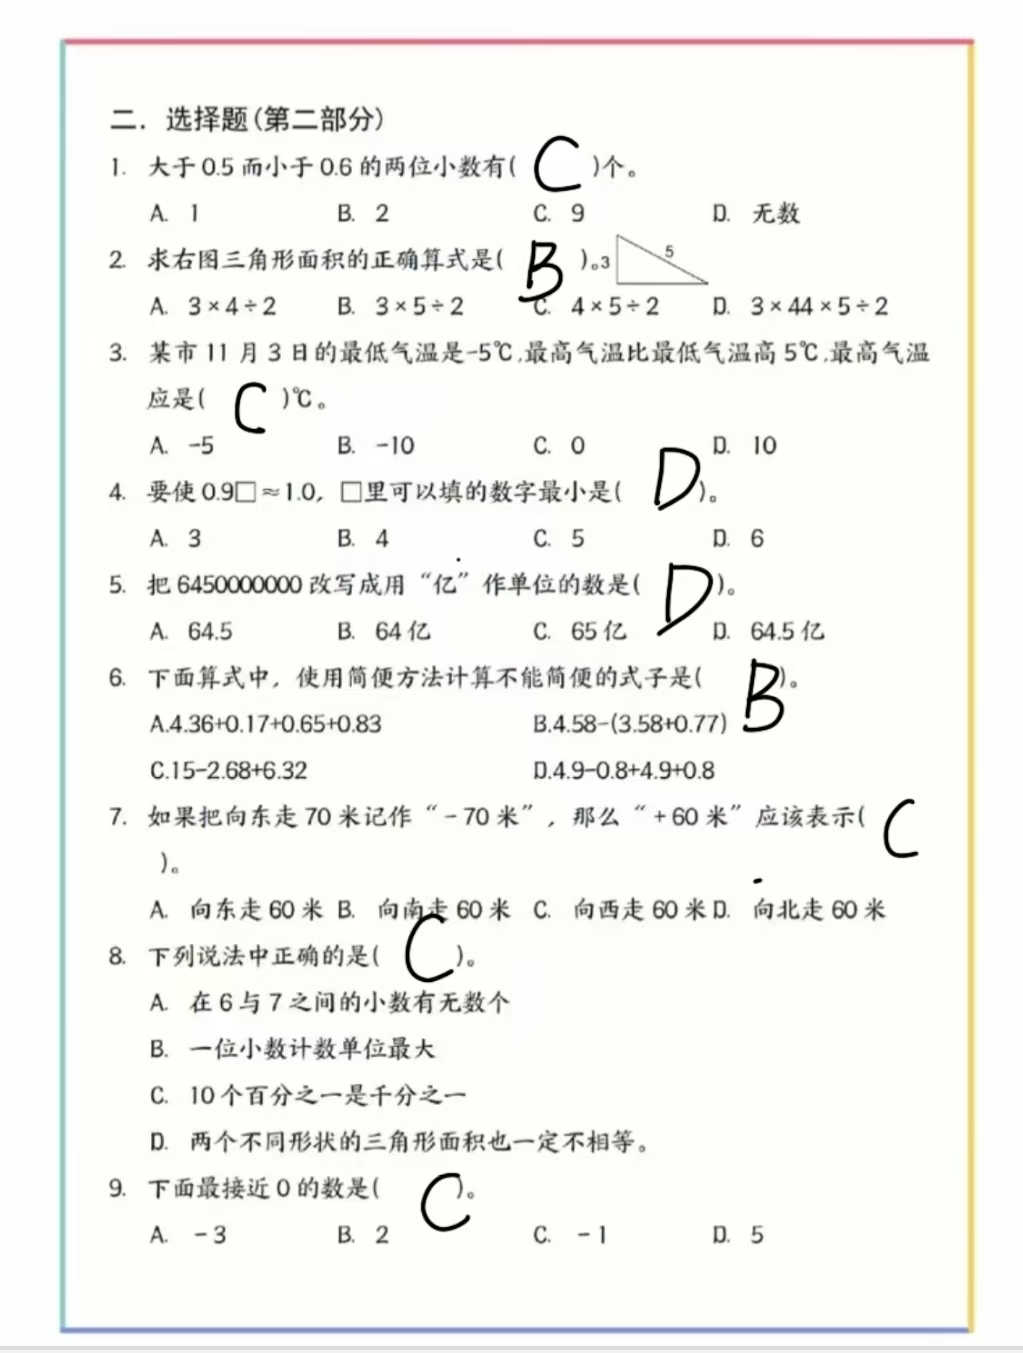 二. 选择题(第二部分)
1. 大于 0.5 而小于 0.6 的两位小数有( C )个。
A. 1 B. 2 C. 9 D. 无数
2. 求右图三角形面积的正确算式是( B )。 3 5
A. 3×4÷2 B. 3×5÷2 C. 4×5÷2 D. 3×44×5÷2
3. 某市 11 月 3 日的最低气温是-5℃,最高气温比最低气温高 5℃,最高气温
应是( C )℃。
A. -5 B. -10 C. 0 D. 10
4. 要使 0.9□≈1.0, □里可以填的数字最小是( D )。
A. 3 B. 4 C. 5 D. 6
5. 把 6450000000 改写成用“亿”作单位的数是( D )。
A. 64.5 B. 64 亿 C. 65 亿 D. 64.5 亿
6. 下面算式中，使用简便方法计算不能简便的式子是( B )。
A.4.36+0.17+0.65+0.83 B.4.58-(3.58+0.77)
C.15-2.68+6.32 D.4.9-0.8+4.9+0.8
7. 如果把向东走 70 米记作“-70 米”，那么“+60 米”应该表示( C
)。
A. 向东走 60 米 B. 向南走 60 米 C. 向西走 60 米 D. 向北走 60 米
8. 下列说法中正确的是( C )。
A. 在 6 与 7 之间的小数有无数个
B. 一位小数计数单位最大
C. 10 个百分之一是千分之一
D. 两个不同形状的三角形面积也一定不相等。
9. 下面最接近 0 的数是( C )。
A. -3 B. 2 C. -1 D. 5